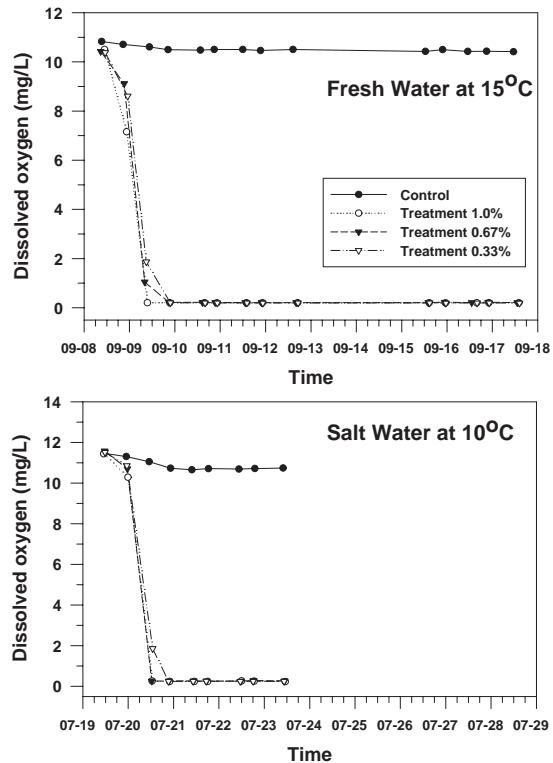 12
10
8
6
4
2
0
Dissolved oxygen (mg/L)
Fresh Water at 15°C
Control
Treatment 1.0%
Treatment 0.67%
Treatment 0.33%
09-08 09-09 09-10 09-11 09-12 09-13 09-14 09-15 09-16 09-17 09-18
Time
14
12
10
8
6
4
2
0
Dissolved oxygen (mg/L)
Salt Water at 10°C
07-19 07-20 07-21 07-22 07-23 07-24 07-25 07-26 07-27 07-28 07-29
Time